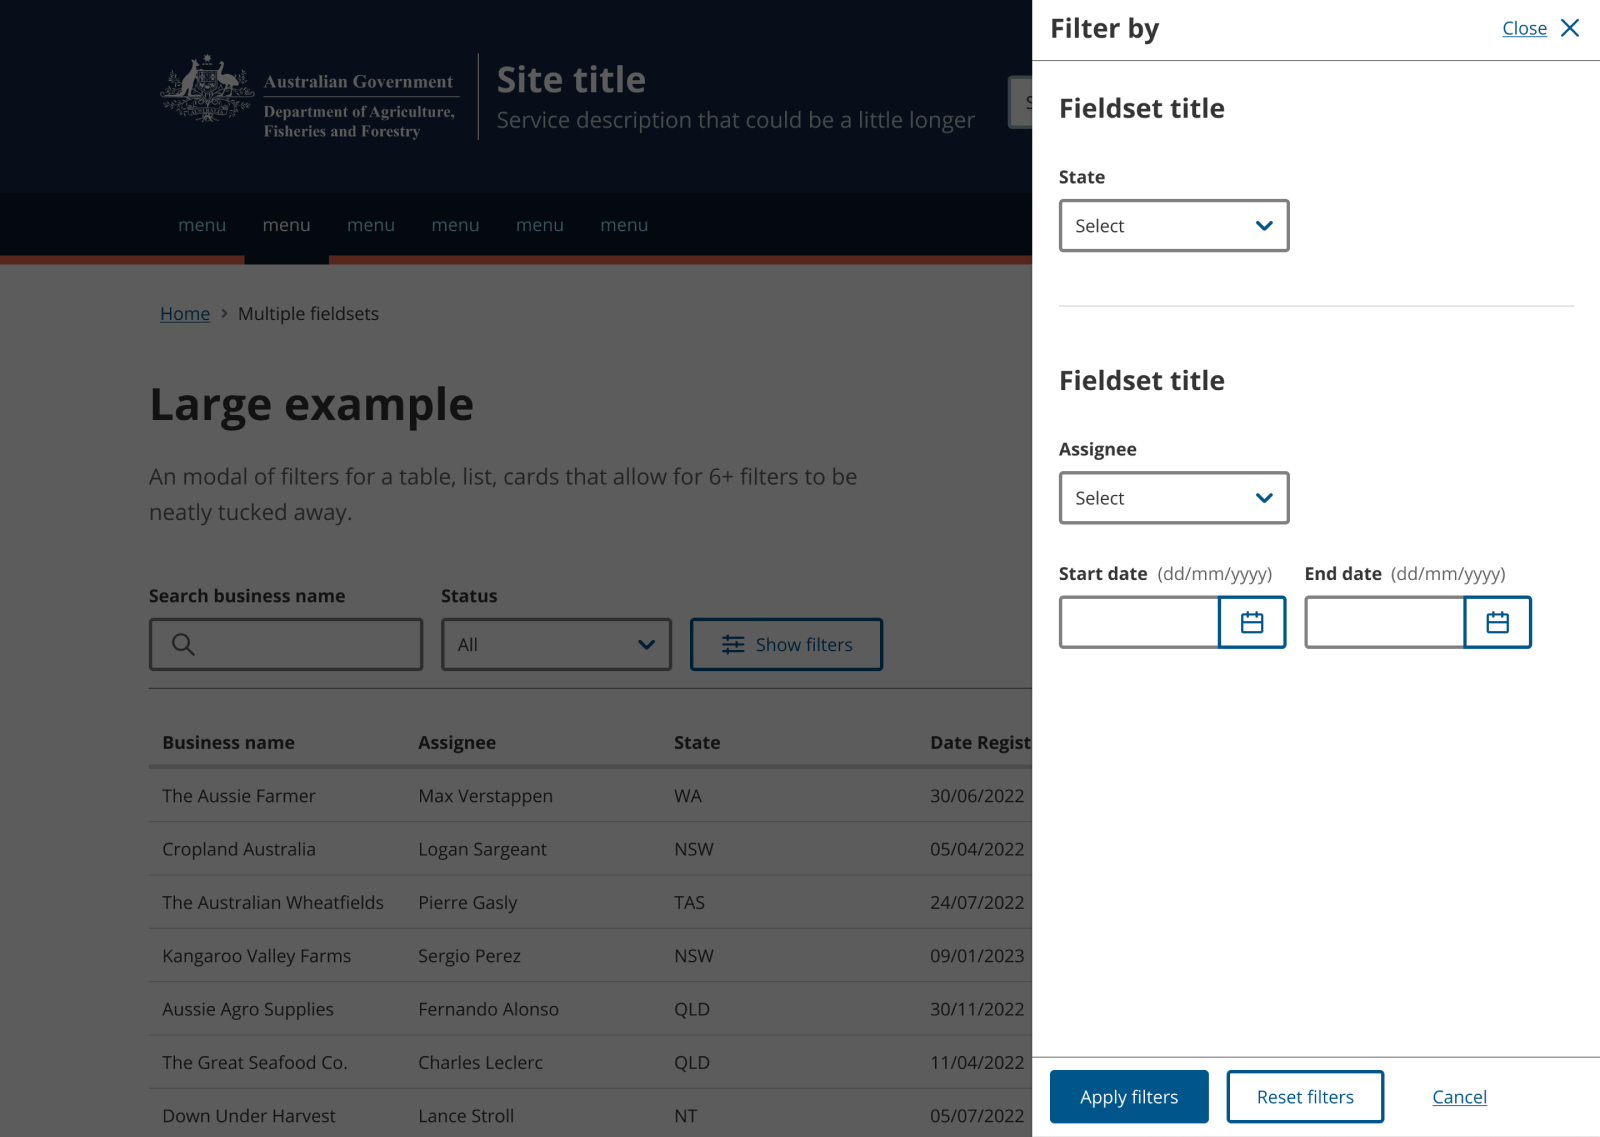 Australian Government
Department of Agriculture,
Fisheries and Forestry
Site title
Service description that could be a little longer
S
menu menu menu menu menu menu
Home > Multiple fieldsets
Large example
An modal of filters for a table, list, cards that allow for 6+ filters to be
neatly tucked away.
Search business name Status
All Show filters
Business name Assignee State Date Regist
The Aussie Farmer Max Verstappen WA 30/06/2022
Cropland Australia Logan Sargeant NSW 05/04/2022
The Australian Wheatfields Pierre Gasly TAS 24/07/2022
Kangaroo Valley Farms Sergio Perez NSW 09/01/2023
Aussie Agro Supplies Fernando Alonso QLD 30/11/2022
The Great Seafood Co. Charles Leclerc QLD 11/04/2022
Down Under Harvest Lance Stroll NT 05/07/2022
Filter by Close
Fieldset title
State
Select
Fieldset title
Assignee
Select
Start date (dd/mm/yyyy) End date (dd/mm/yyyy)
Apply filters Reset filters Cancel